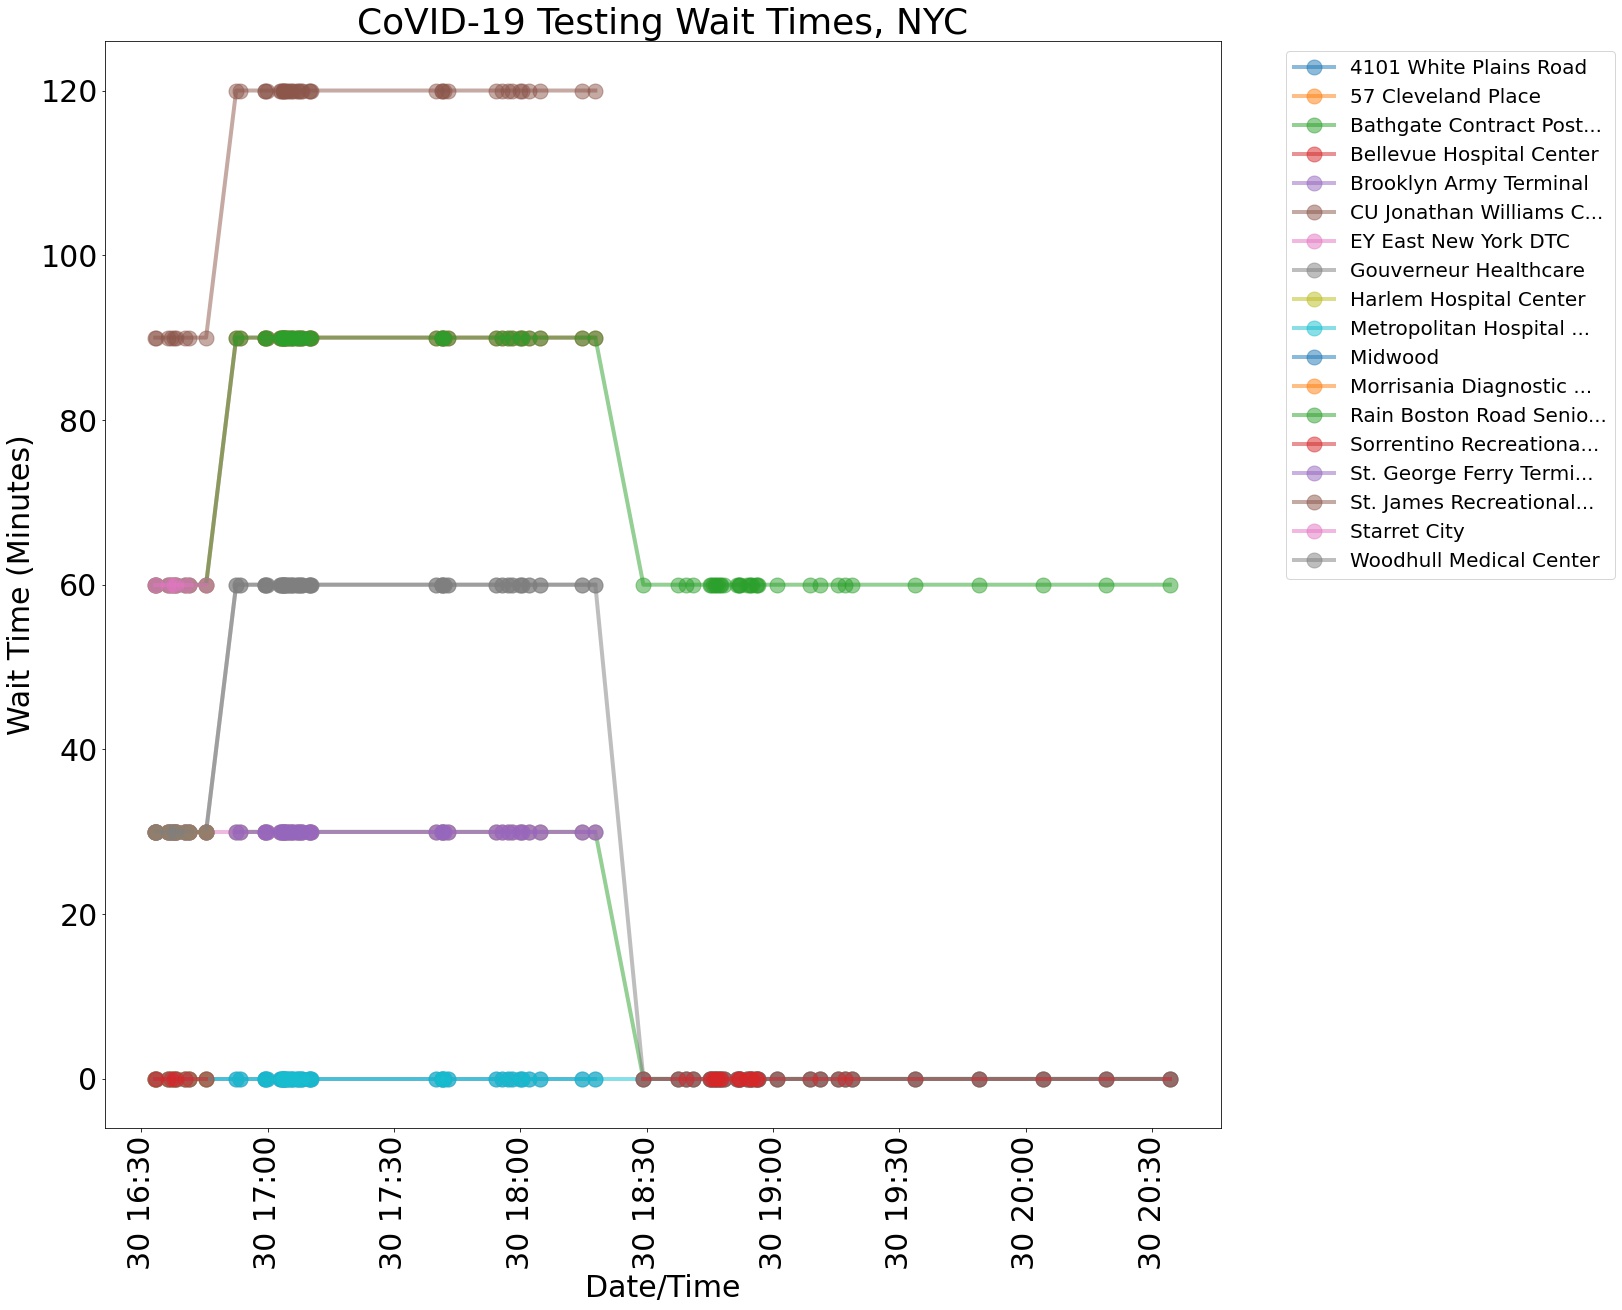 CoVID-19 Testing Wait Times, NYC
120
100
80
60
40
20
0
Wait Time (Minutes)
30 16:30
30 17:00
30 17:30
30 18:00
30 18:30
30 19:00
30 19:30
30 20:00
30 20:30
Date/Time
4101 White Plains Road
57 Cleveland Place
Bathgate Contract Post...
Bellevue Hospital Center
Brooklyn Army Terminal
CU Jonathan Williams C...
EY East New York DTC
Gouverneur Healthcare
Harlem Hospital Center
Metropolitan Hospital ...
Midwood
Morrisania Diagnostic ...
Rain Boston Road Senio...
Sorrentino Recreationa...
St. George Ferry Termi...
St. James Recreational...
Starret City
Woodhull Medical Center